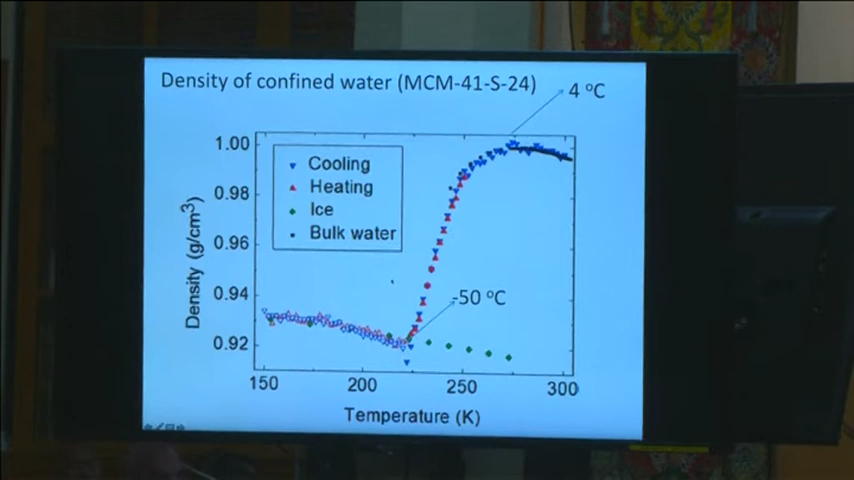 Density of confined water (MCM-41-S-24)
4 °C
1.00
0.98
0.96
0.94
0.92
Density (g/cm³)
Cooling
Heating
Ice
Bulk water
-50 °C
150
200
250
300
Temperature (K)